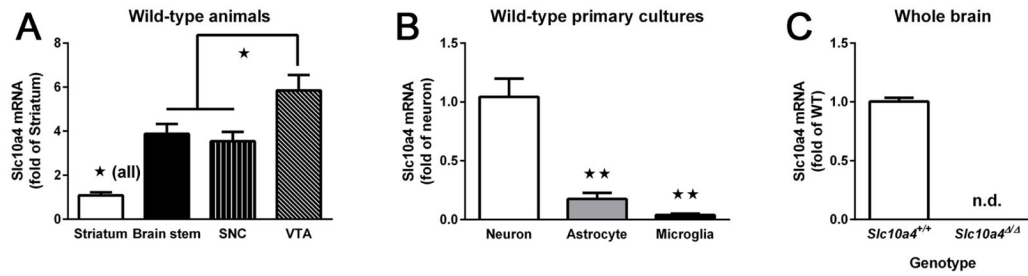 A
Wild-type animals
Slc10a4 mRNA
(fold of Striatum)
8
6
4
2
0
★
★ (all)
Striatum Brain stem SNC VTA
B
Wild-type primary cultures
Slc10a4 mRNA
(fold of neuron)
1.5
1.0
0.5
0.0
★★
★★
Neuron Astrocyte Microglia
C
Whole brain
Slc10a4 mRNA
(fold of WT)
1.5
1.0
0.5
0.0
n.d.
Slc10a4+/+ Slc10a4Δ/Δ
Genotype